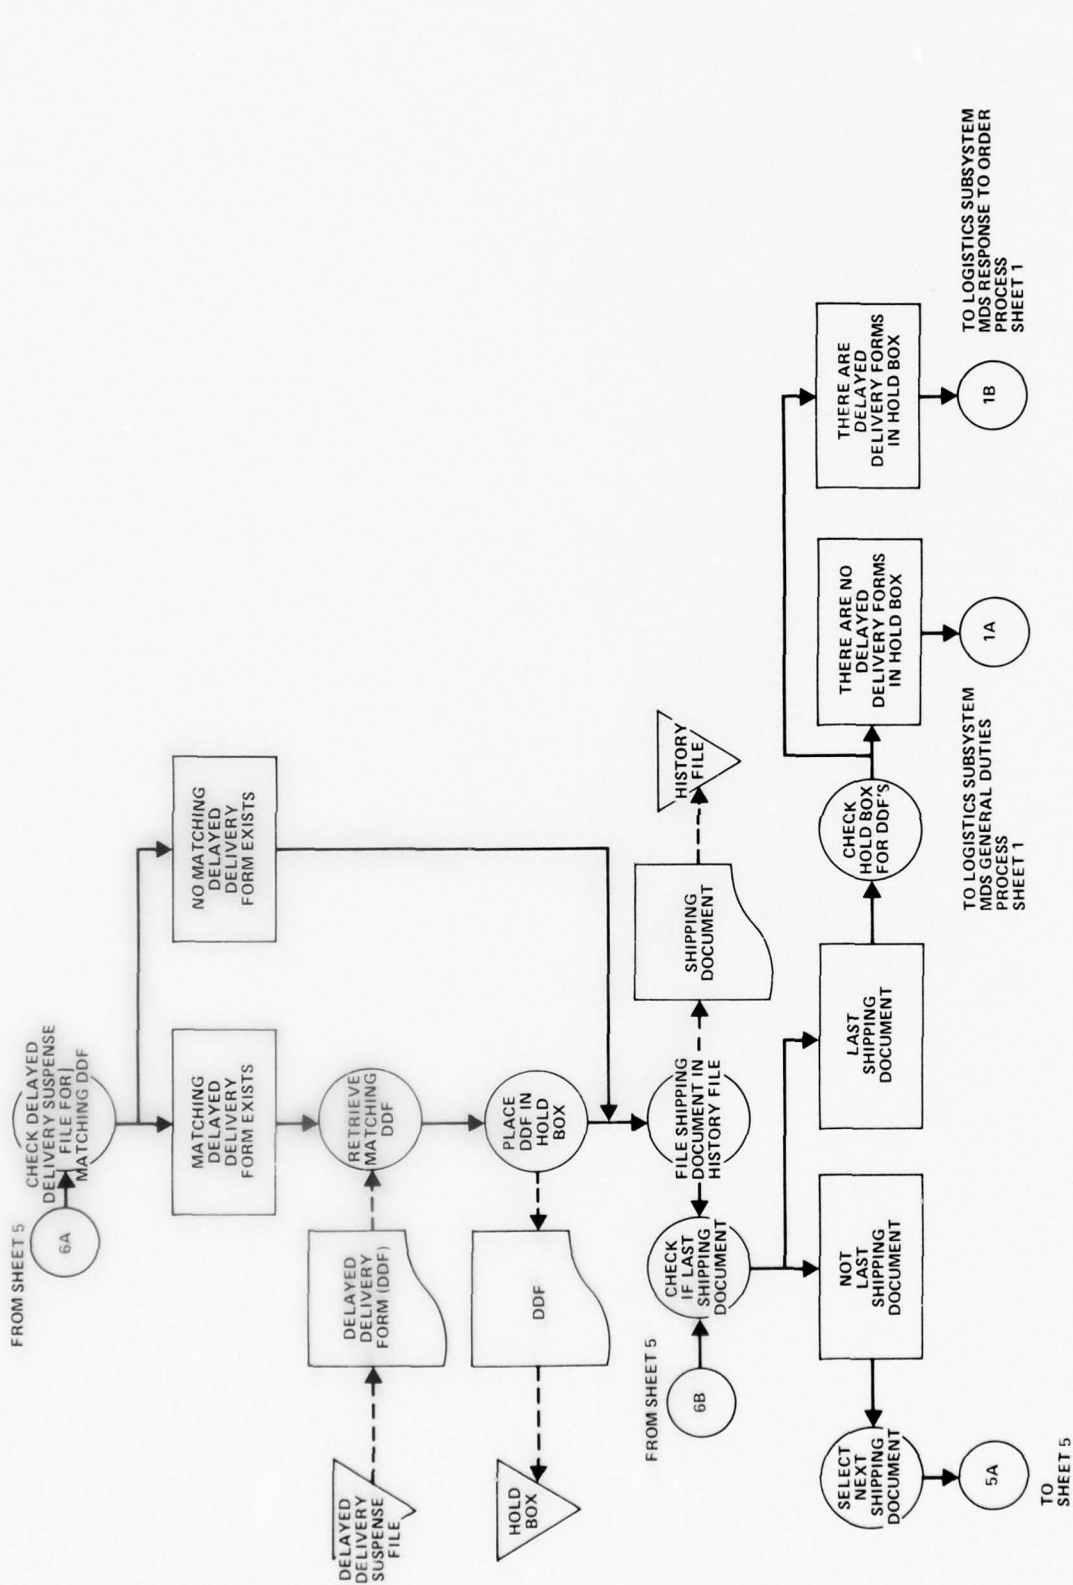 FROM SHEET 5
6A
CHECK DELAYED
DELIVERY SUSPENSE
FILE FOR
MATCHING DDF
MATCHING
DELAYED
DELIVERY
FORM EXISTS
NO MATCHING
DELAYED
DELIVERY
FORM EXISTS
DELAYED
DELIVERY
SUSPENSE
FILE
DELAYED
DELIVERY
FORM (DDF)
RETRIEVE
MATCHING
DDF
HOLD
BOX
DDF
PLACE
DDF IN
HOLD
BOX
FROM SHEET 5
6B
CHECK
IF LAST
SHIPPING
DOCUMENT
FILE SHIPPING
DOCUMENT IN
HISTORY FILE
SHIPPING
DOCUMENT
HISTORY
FILE
SELECT
NEXT
SHIPPING
DOCUMENT
NOT
LAST
SHIPPING
DOCUMENT
LAST
SHIPPING
DOCUMENT
CHECK
HOLD BOX
FOR DDF'S
THERE ARE NO
DELAYED
DELIVERY FORMS
IN HOLD BOX
THERE ARE
DELAYED
DELIVERY FORMS
IN HOLD BOX
5A
TO
SHEET 5
TO LOGISTICS SUBSYSTEM
MDS GENERAL DUTIES
PROCESS
SHEET 1
1A
1B
TO LOGISTICS SUBSYSTEM
MDS RESPONSE TO ORDER
PROCESS
SHEET 1